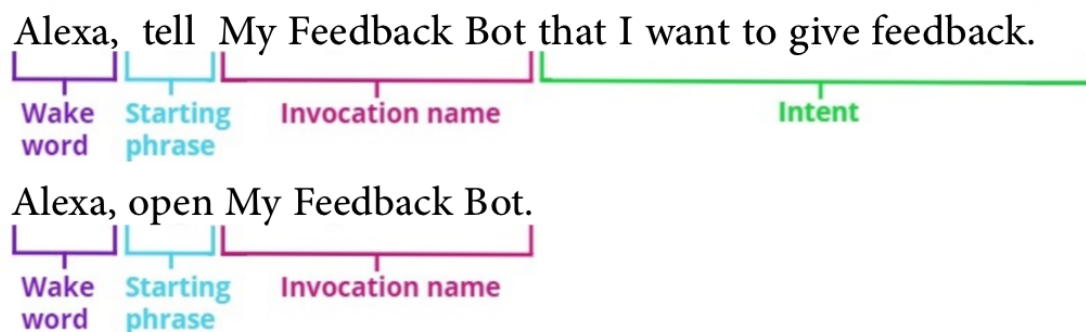 Alexa, tell My Feedback Bot that I want to give feedback.
Wake Starting Invocation name Intent
word phrase
Alexa, open My Feedback Bot.
Wake Starting Invocation name
word phrase